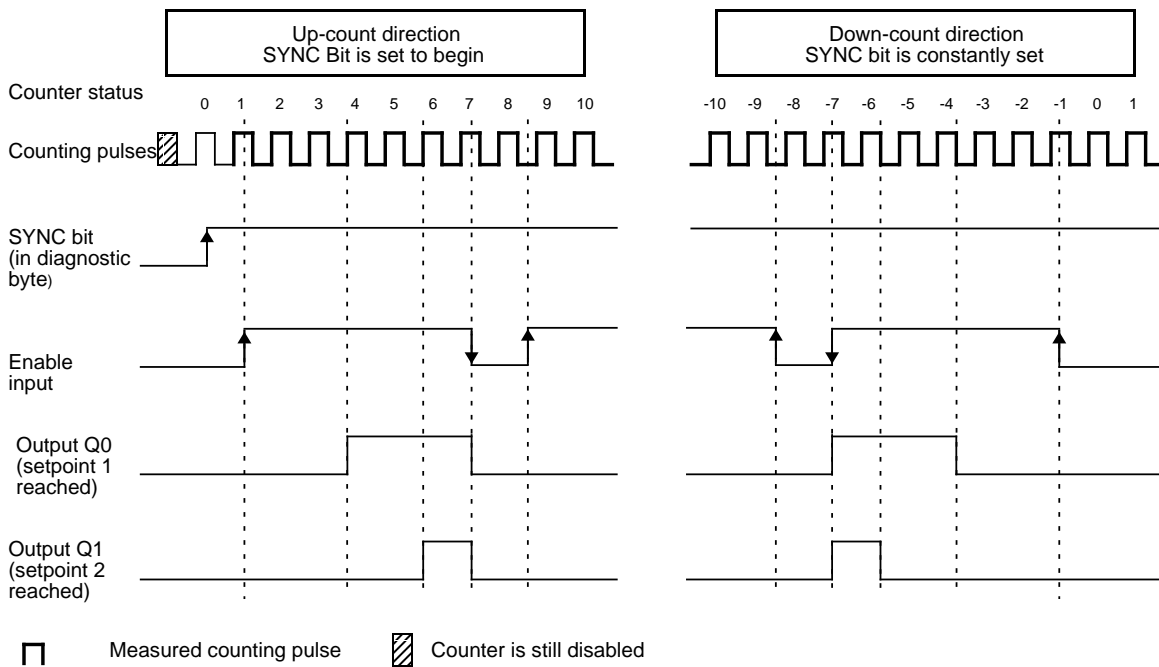 Up-count direction
SYNC Bit is set to begin
Down-count direction
SYNC bit is constantly set
Counter status
0 1 2 3 4 5 6 7 8 9 10
-10 -9 -8 -7 -6 -5 -4 -3 -2 -1 0 1
Counting pulses
SYNC bit
(in diagnostic
byte)
Enable
input
Output Q0
(setpoint 1
reached)
Output Q1
(setpoint 2
reached)
Measured counting pulse
Counter is still disabled